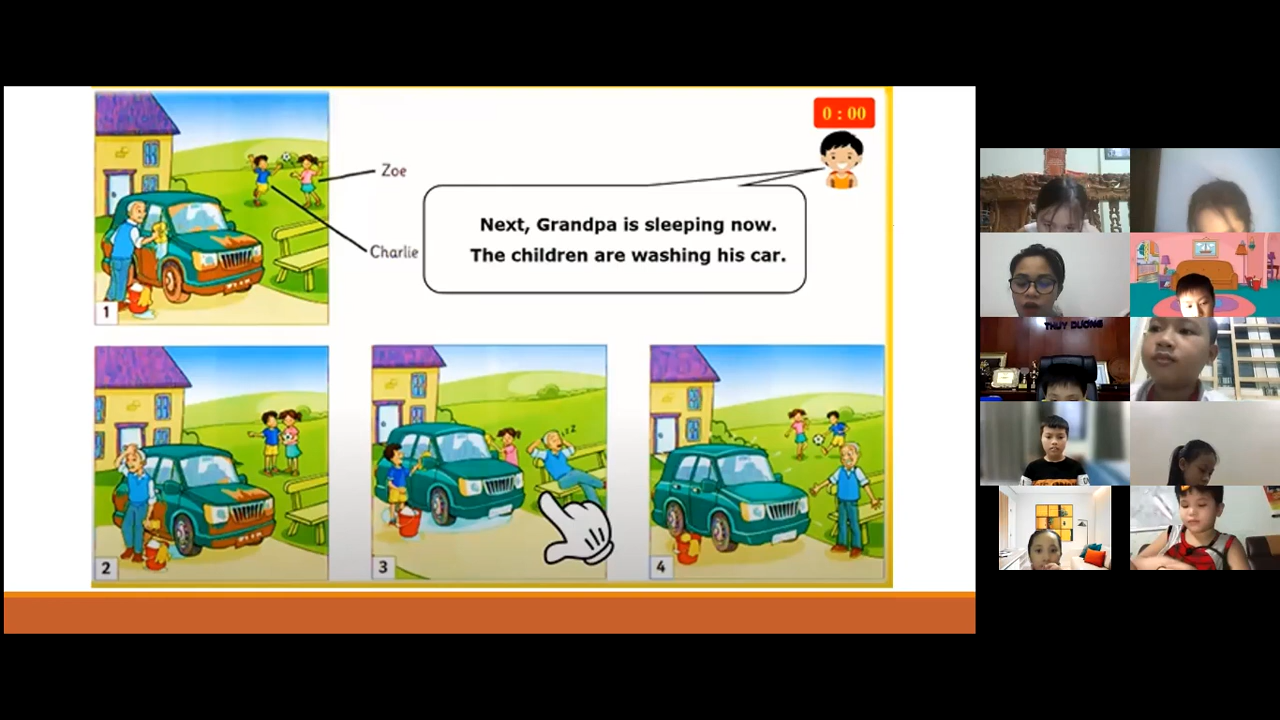 0 : 00
Zoe
Charlie
Next, Grandpa is sleeping now.
The children are washing his car.
1
2
3
4
THUY DUONG